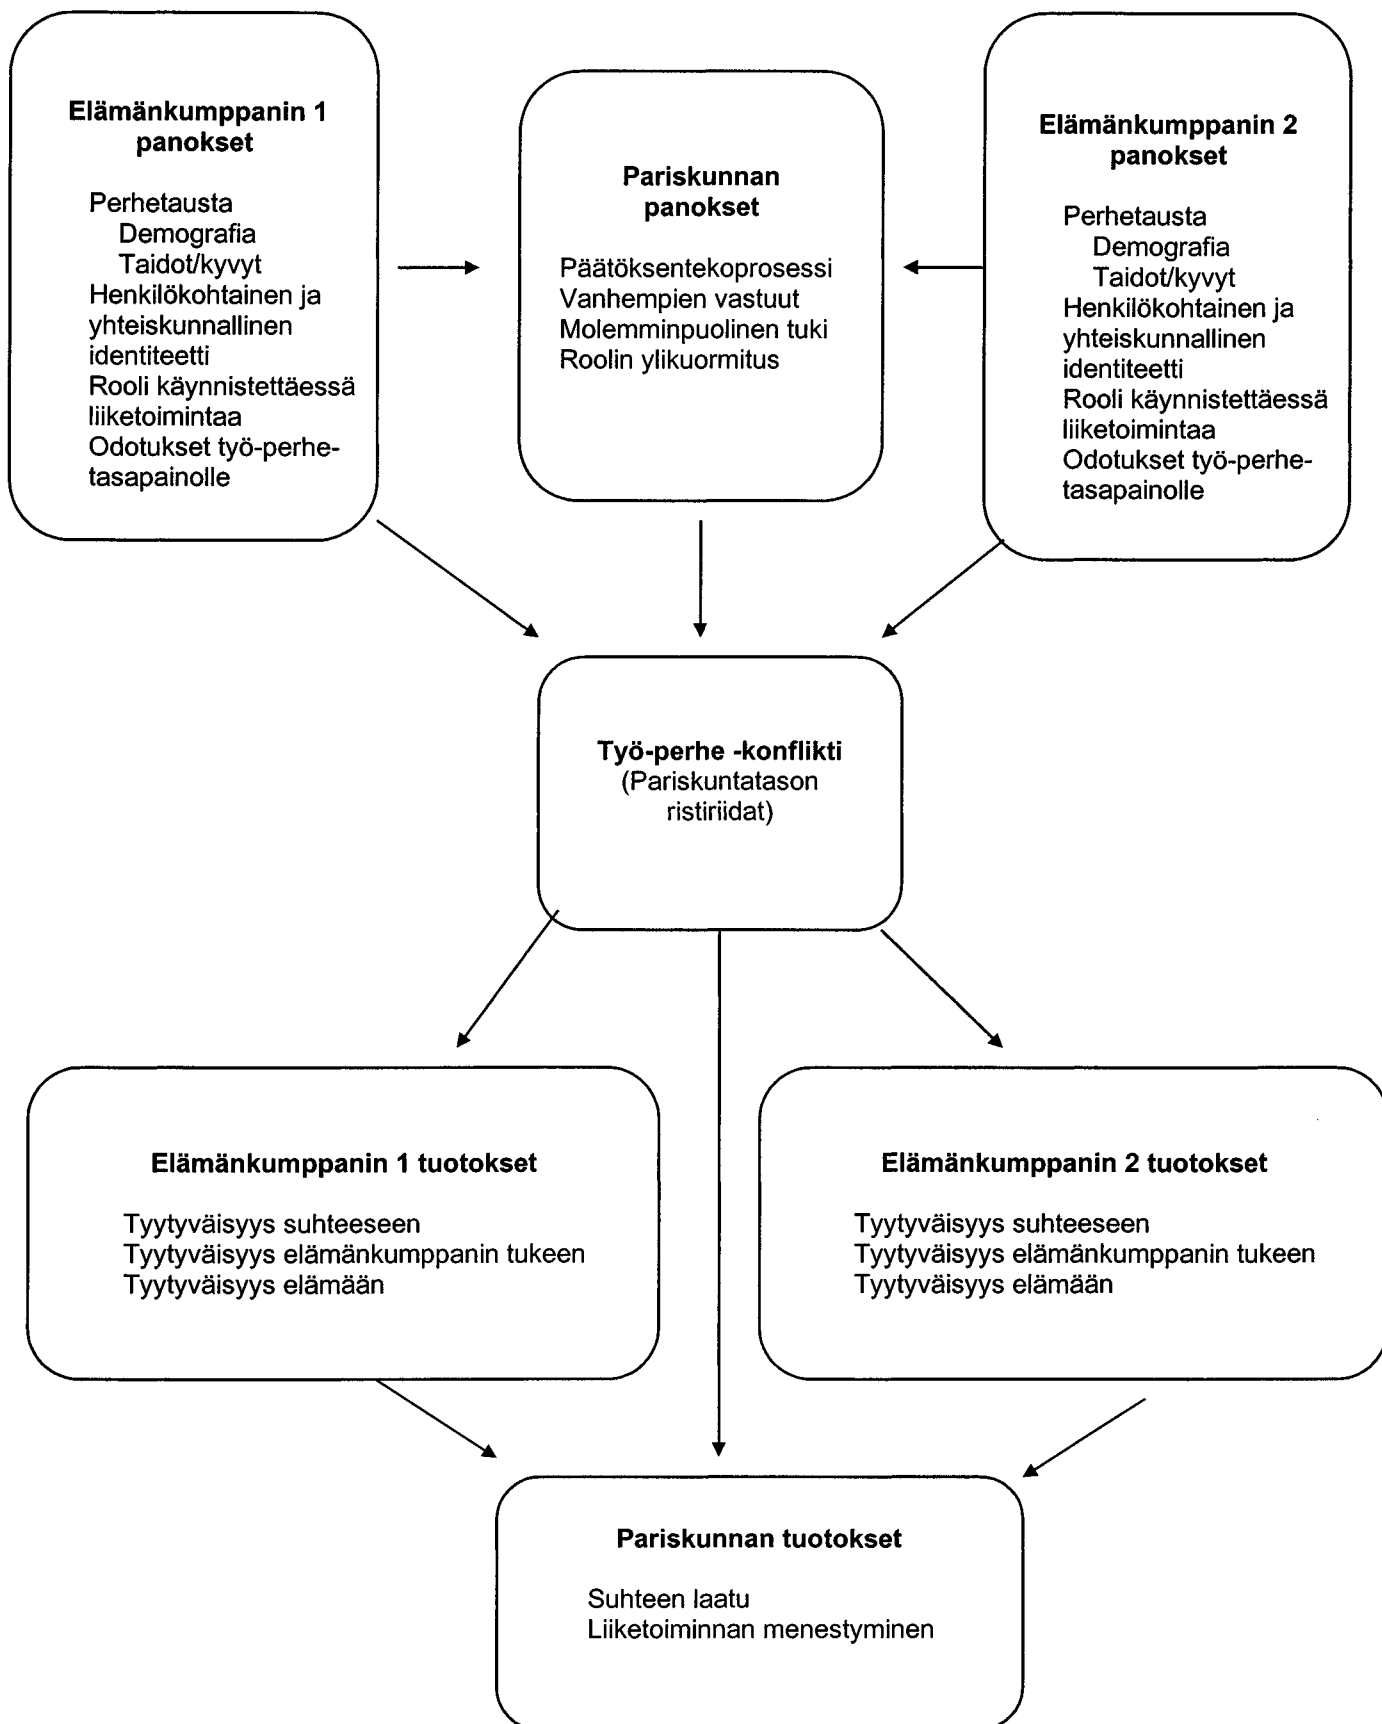 Elämänkumppanin 1
panokset
Perhetausta
Demografia
Taidot/kyvyt
Henkilökohtainen ja
yhteiskunnallinen
identiteetti
Rooli käynnistettäessä
liiketoimintaa
Odotukset työ-perhe-
tasapainolle
Pariskunnan
panokset
Päätöksentekoprosessi
Vanhempien vastuut
Molemminpuolinen tuki
Roolin ylikuormitus
Elämänkumppanin 2
panokset
Perhetausta
Demografia
Taidot/kyvyt
Henkilökohtainen ja
yhteiskunnallinen
identiteetti
Rooli käynnistettäessä
liiketoimintaa
Odotukset työ-perhe-
tasapainolle
Työ-perhe -konflikti
(Pariskuntatason
ristiriidat)
Elämänkumppanin 1 tuotokset
Tyytyväisyys suhteeseen
Tyytyväisyys elämänkumppanin tukeen
Tyytyväisyys elämään
Elämänkumppanin 2 tuotokset
Tyytyväisyys suhteeseen
Tyytyväisyys elämänkumppanin tukeen
Tyytyväisyys elämään
Pariskunnan tuotokset
Suhteen laatu
Liiketoiminnan menestyminen